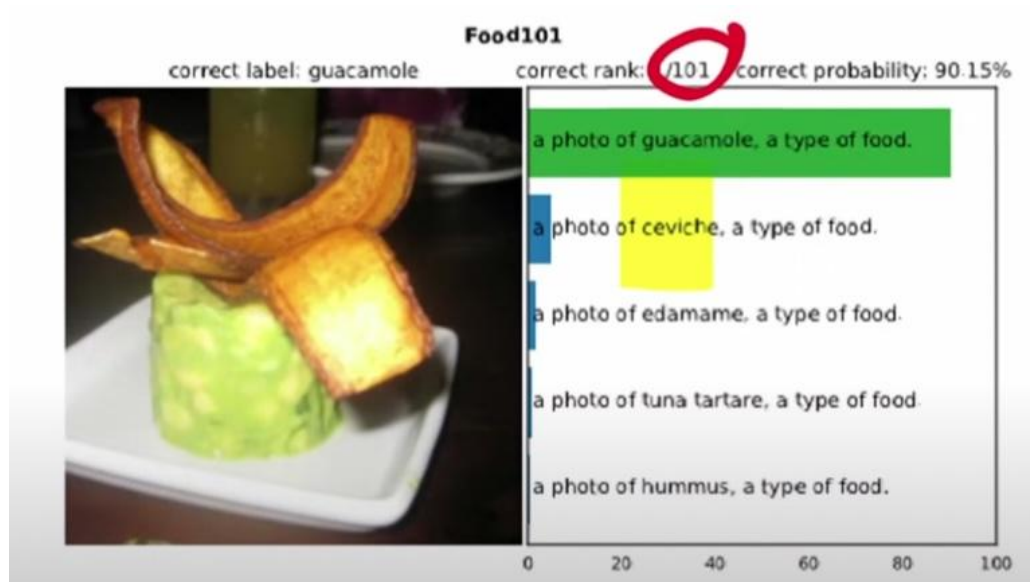 Food101
correct label: guacamole
correct rank: /101 correct probability: 90.15%
a photo of guacamole, a type of food.
a photo of ceviche, a type of food.
a photo of edamame, a type of food.
a photo of tuna tartare, a type of food.
a photo of hummus, a type of food.
0 20 40 60 80 100